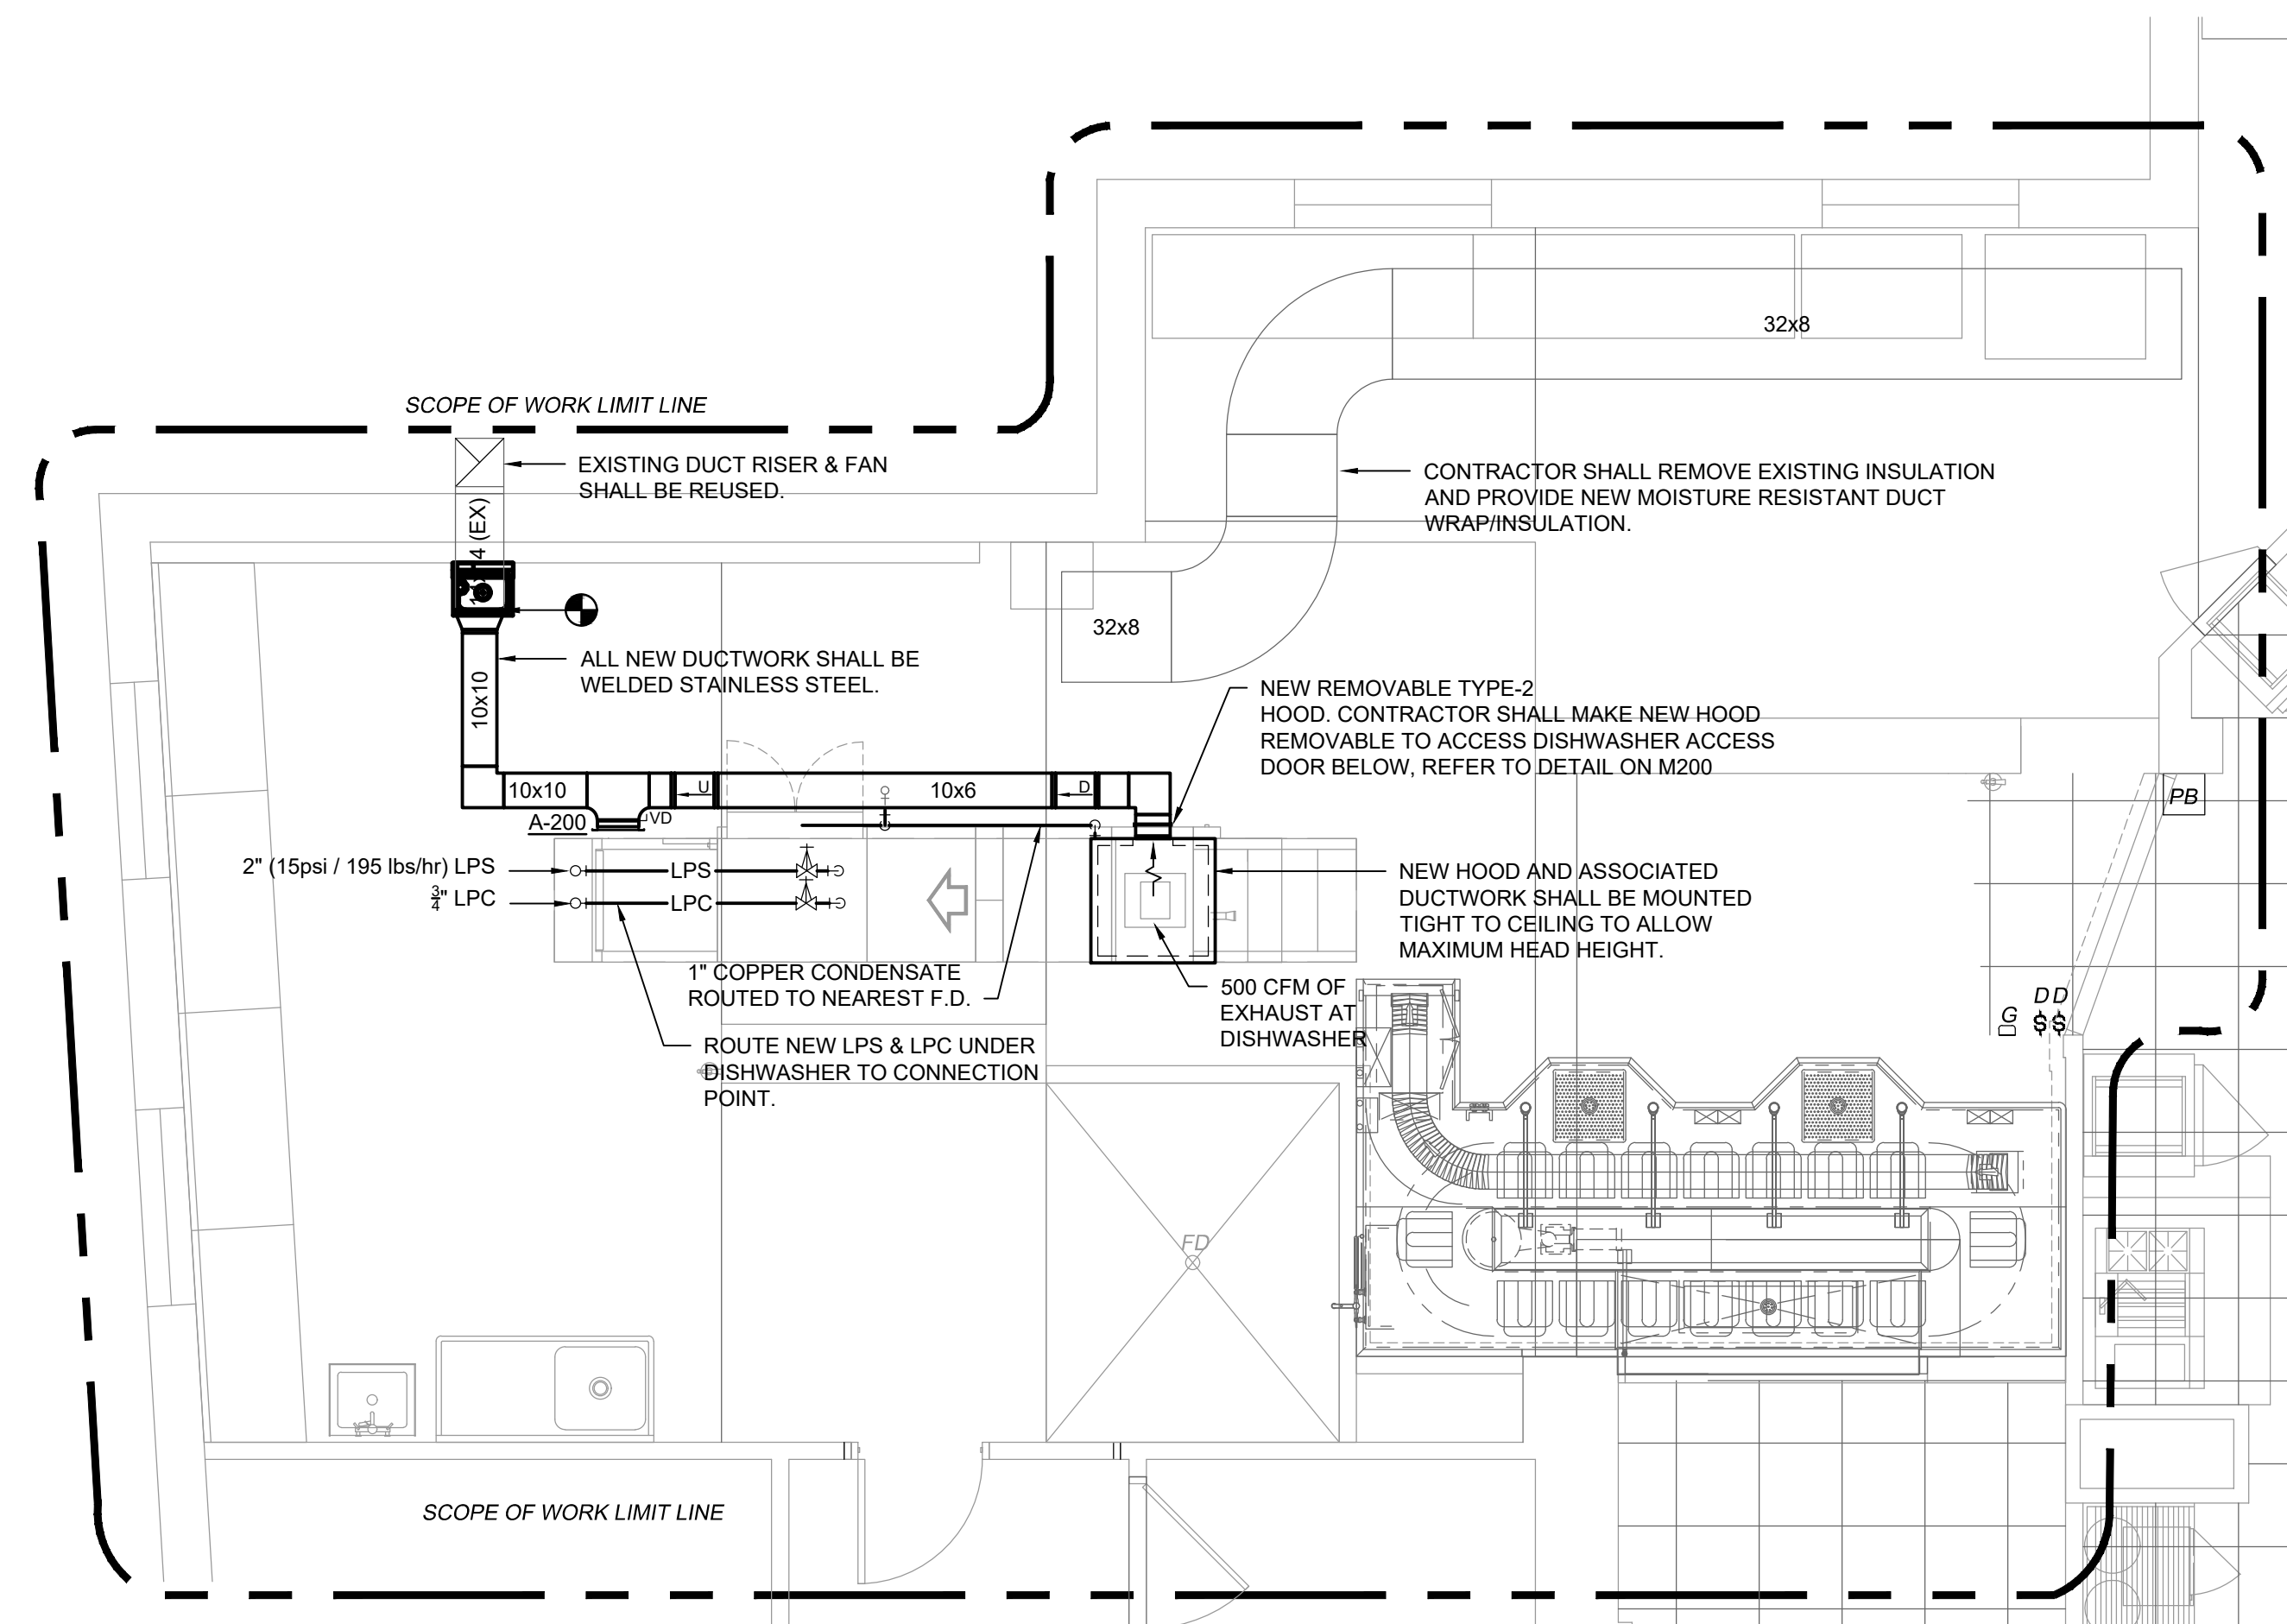 32x8
SCOPE OF WORK LIMIT LINE
EXISTING DUCT RISER & FAN
SHALL BE REUSED.
CONTRACTOR SHALL REMOVE EXISTING INSULATION
AND PROVIDE NEW MOISTURE RESISTANT DUCT
WRAP/INSULATION.
(EX)
32x8
ALL NEW DUCTWORK SHALL BE
WELDED STAINLESS STEEL.
10x10
NEW REMOVABLE TYPE-2
HOOD. CONTRACTOR SHALL MAKE NEW HOOD
REMOVABLE TO ACCESS DISHWASHER ACCESS
DOOR BELOW, REFER TO DETAIL ON M200
10x10
U
10x6
D
PB
A-200
VD
2" (15psi / 195 lbs/hr) LPS
LPS
3/4" LPC
LPC
NEW HOOD AND ASSOCIATED
DUCTWORK SHALL BE MOUNTED
TIGHT TO CEILING TO ALLOW
MAXIMUM HEAD HEIGHT.
1" COPPER CONDENSATE
ROUTED TO NEAREST F.D.
500 CFM OF
EXHAUST AT
DISHWASHER
D D
G
$ $
ROUTE NEW LPS & LPC UNDER
DISHWASHER TO CONNECTION
POINT.
FD
SCOPE OF WORK LIMIT LINE